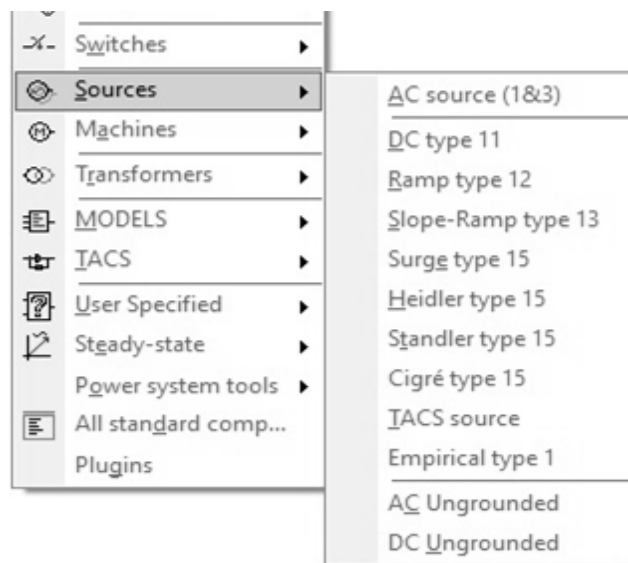 Switches
Sources
Machines
Transformers
MODELS
TACS
User Specified
Steady-state
Power system tools
All standard comp...
Plugins
AC source (1&3)
DC type 11
Ramp type 12
Slope-Ramp type 13
Surge type 15
Heidler type 15
Standler type 15
Cigré type 15
TACS source
Empirical type 1
AC Ungrounded
DC Ungrounded